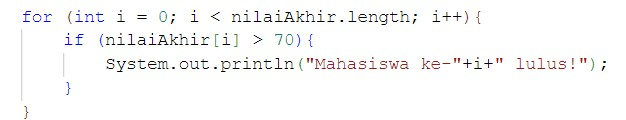 for (int i = 0; i < nilaiAkhir.length; i++){
    if (nilaiAkhir[i] > 70){
        System.out.println("Mahasiswa ke-"+i+" lulus!");
    }
}